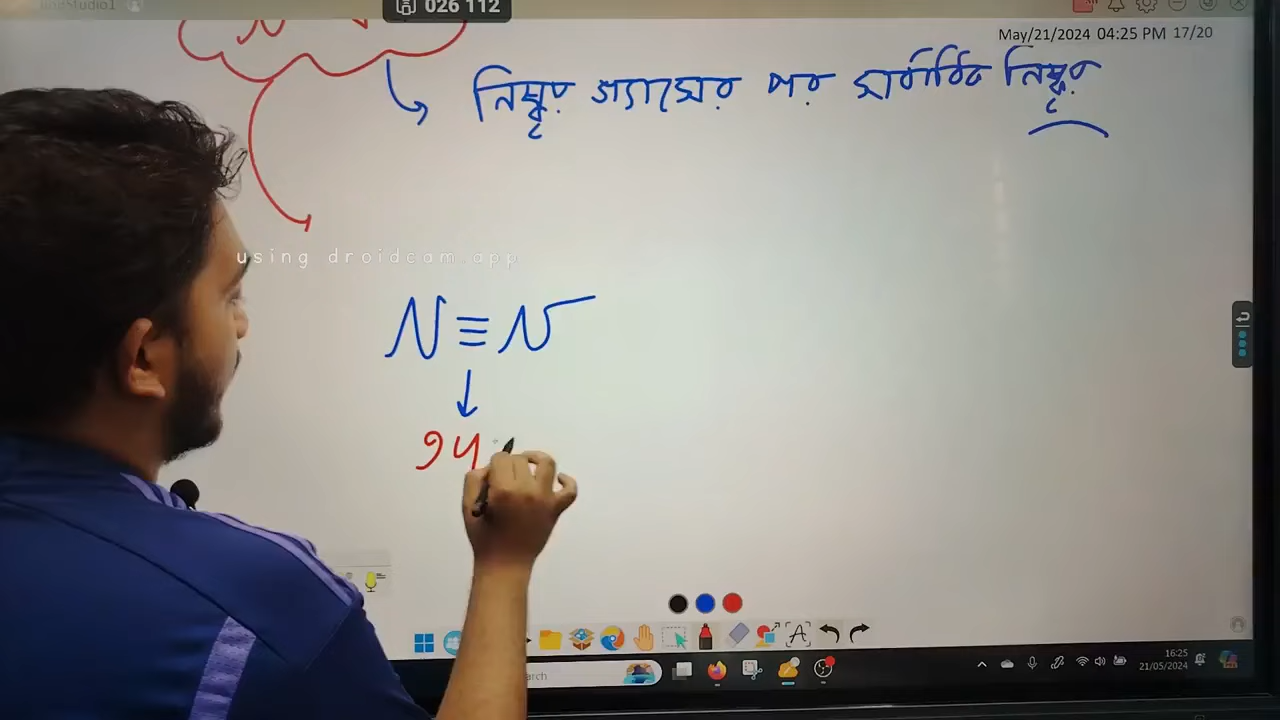 026 112
May/21/2024 04:25 PM 17/20
নিষ্ক্রিয় গ্যাসের পর সর্বাধিক নিষ্ক্রিয়
using droidcam.app
N≡N
94
16:25
21/05/2024